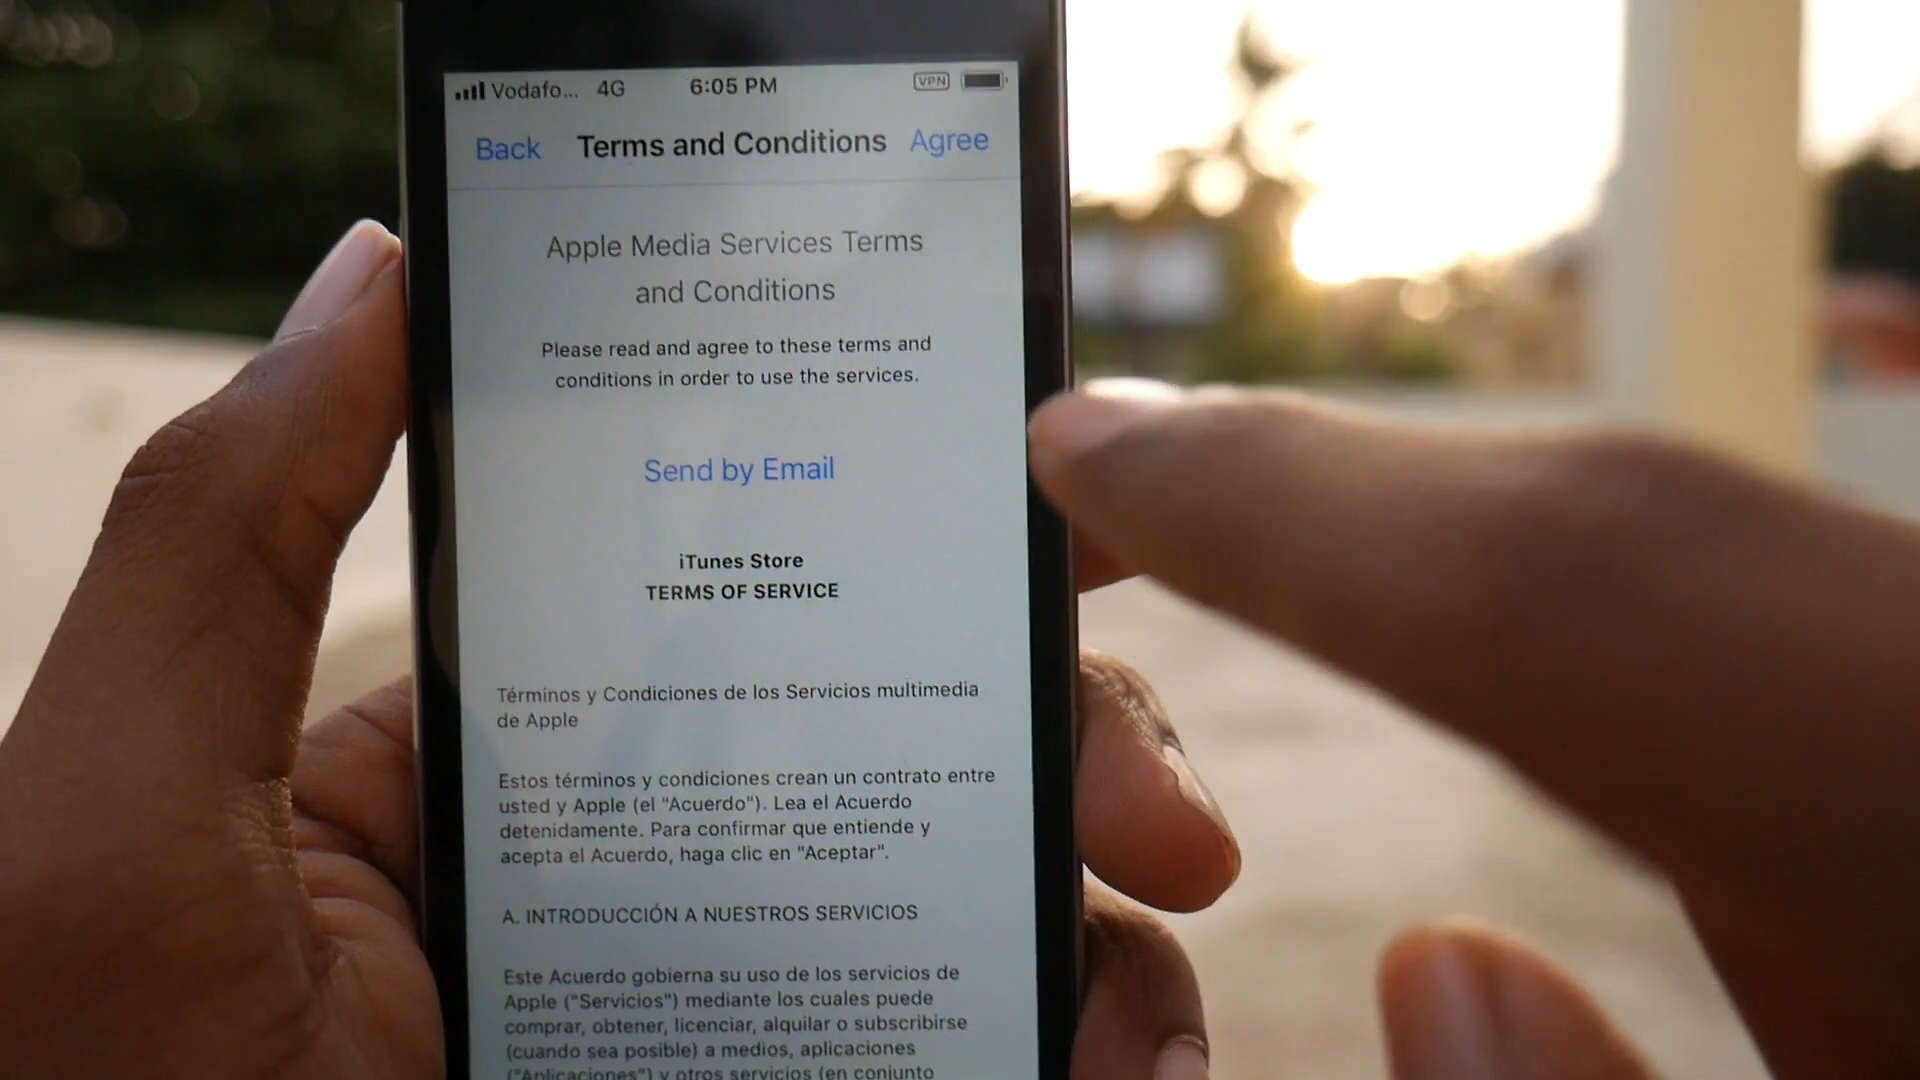 Vodafo... 4G 6:05 PM VPN
Back Terms and Conditions Agree
Apple Media Services Terms
and Conditions
Please read and agree to these terms and
conditions in order to use the services.
Send by Email
iTunes Store
TERMS OF SERVICE
Términos y Condiciones de los Servicios multimedia
de Apple
Estos términos y condiciones crean un contrato entre
usted y Apple (el "Acuerdo"). Lea el Acuerdo
detenidamente. Para confirmar que entiende y
acepta el Acuerdo, haga clic en "Aceptar".
A. INTRODUCCIÓN A NUESTROS SERVICIOS
Este Acuerdo gobierna su uso de los servicios de
Apple ("Servicios") mediante los cuales puede
comprar, obtener, licenciar, alquilar o subscribirse
(cuando sea posible) a medios, aplicaciones
("Aplicaciones") y otros servicios (en conjunto